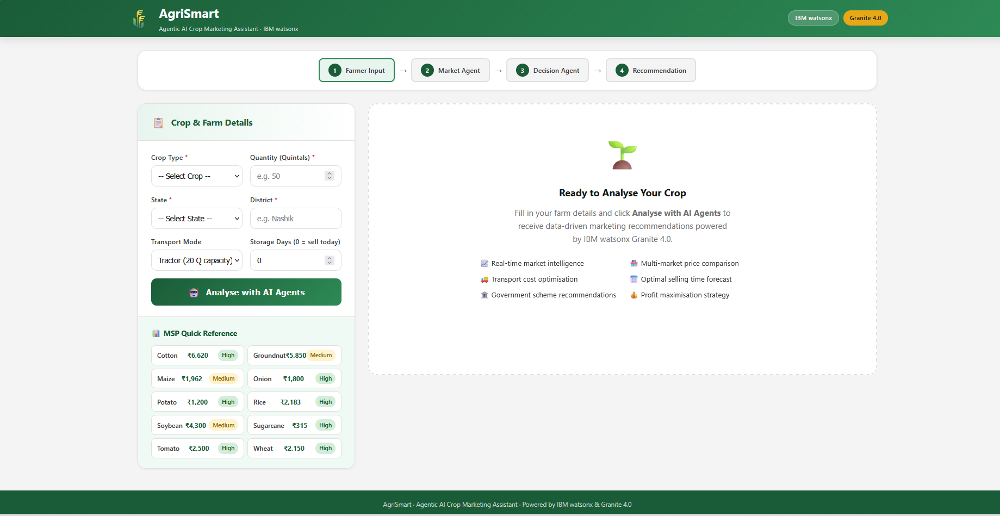 AgriSmart
Agentic AI Crop Marketing Assistant · IBM watsonx
IBM watsonx
Granite 4.0
1 Farmer Input → 2 Market Agent → 3 Decision Agent → 4 Recommendation
Crop & Farm Details
Crop Type * Quantity (Quintals) *
-- Select Crop -- e.g. 50
State * District *
-- Select State -- e.g. Nashik
Transport Mode Storage Days (0 = sell today)
Tractor (20 Q capacity) 0
Analyse with AI Agents
MSP Quick Reference
Cotton ₹6,620 High Groundnut ₹5,850 Medium
Maize ₹1,962 Medium Onion ₹1,800 High
Potato ₹1,200 High Rice ₹2,183 High
Soybean ₹4,300 Medium Sugarcane ₹315 High
Tomato ₹2,500 High Wheat ₹2,150 High
Ready to Analyse Your Crop
Fill in your farm details and click Analyse with AI Agents to
receive data-driven marketing recommendations powered
by IBM watsonx Granite 4.0.
Real-time market intelligence Multi-market price comparison
Transport cost optimisation Optimal selling time forecast
Government scheme recommendations Profit maximisation strategy
AgriSmart · Agentic AI Crop Marketing Assistant · Powered by IBM watsonx & Granite 4.0